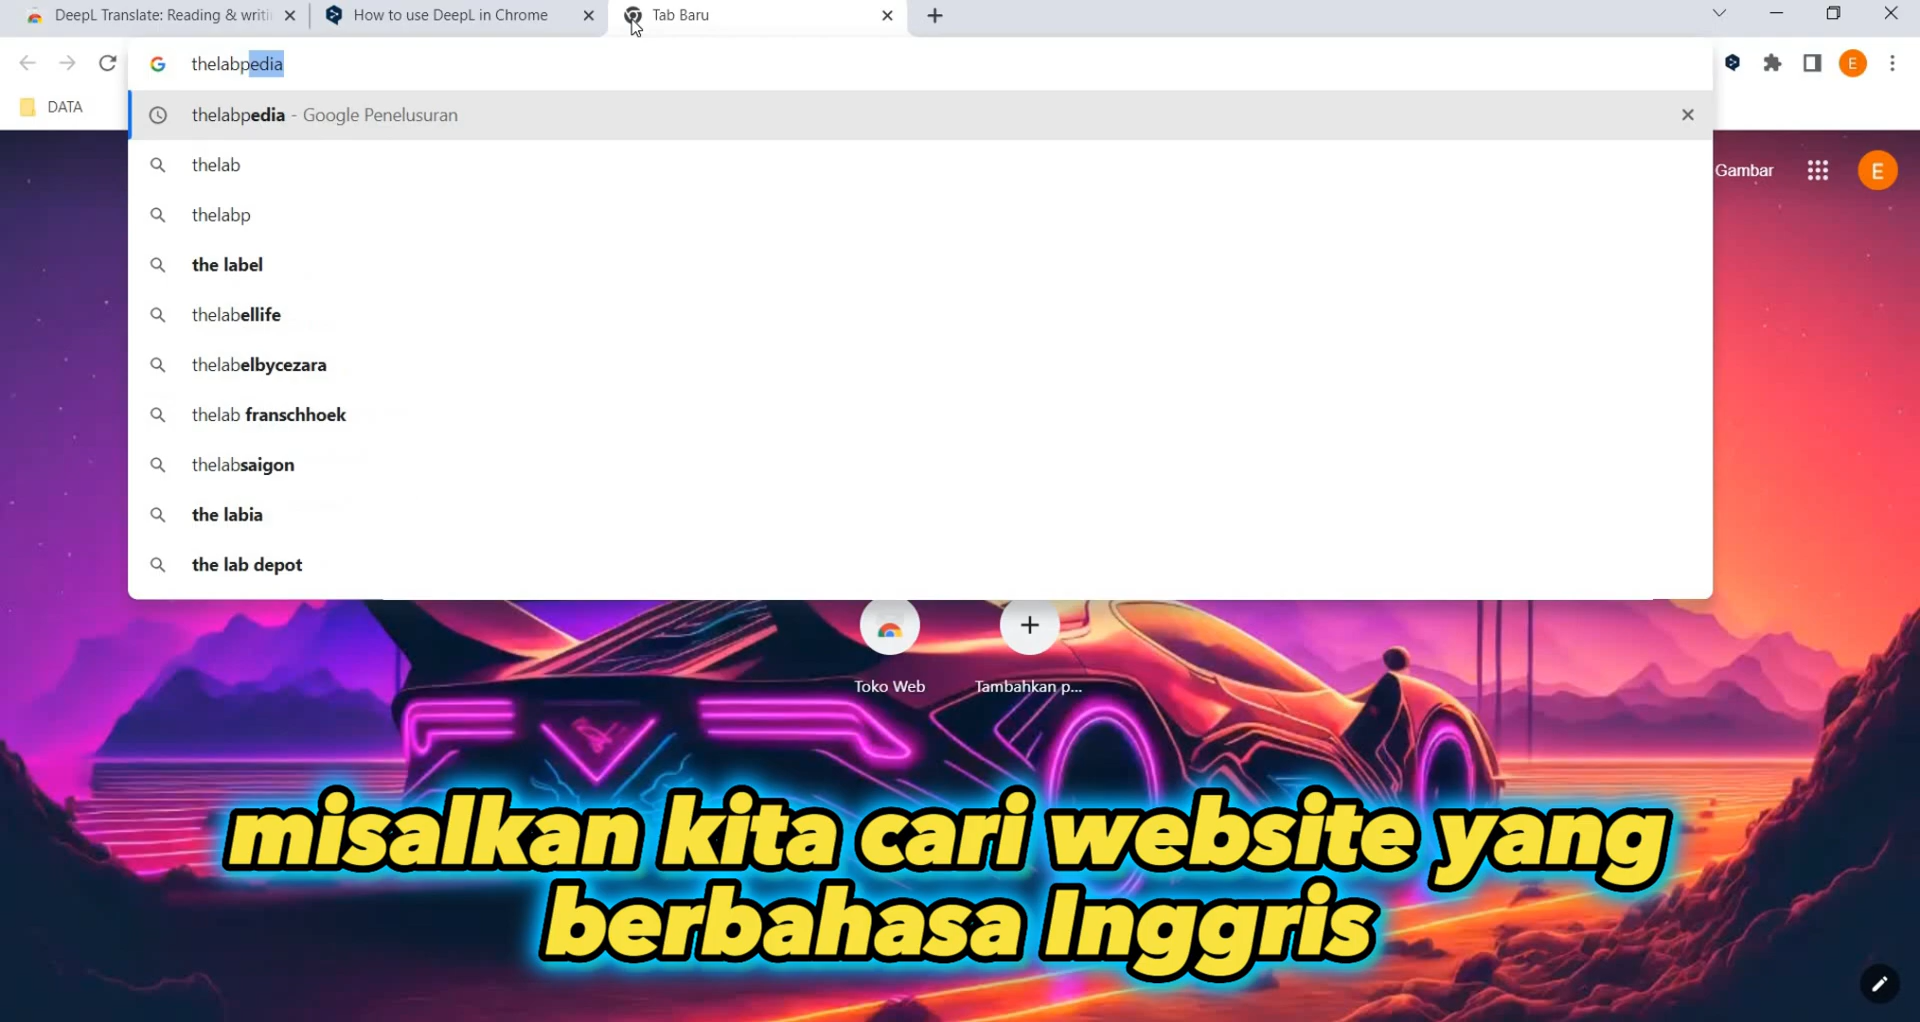 DeepL Translate: Reading & writi
How to use DeepL in Chrome
Tab Baru
thelabpedia
E
DATA
thelabpedia - Google Penelusuran
Gambar
E
thelab
thelabp
the label
thelabellife
thelabelbycezara
thelab franschhoek
thelabsaigon
the labia
the lab depot
Toko Web
Tambahkan p...
misalkan kita cari website yang
berbahasa Inggris